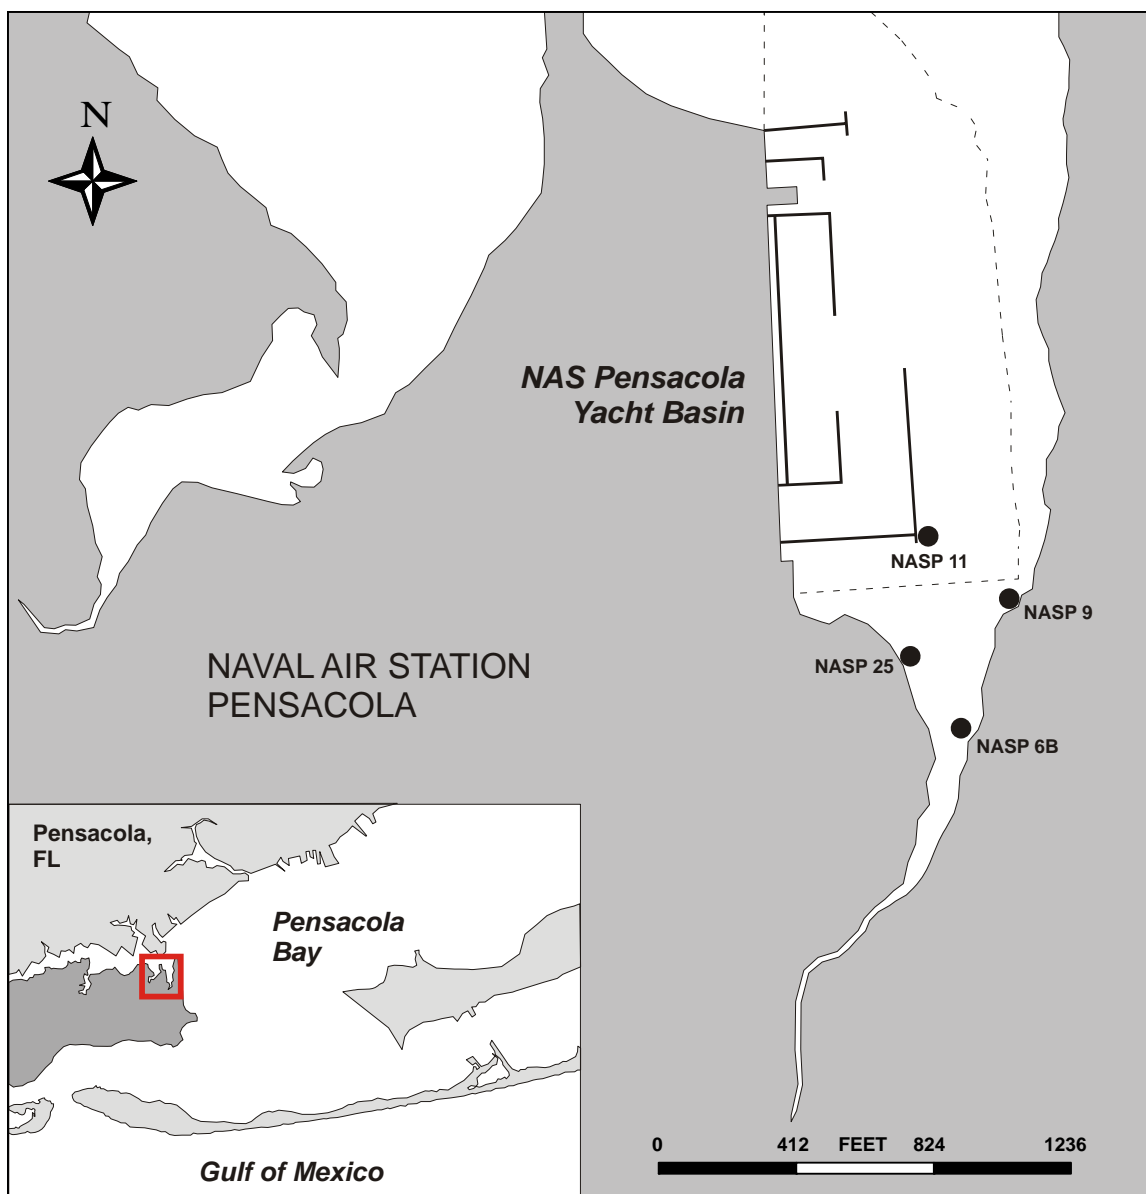 N
NAS Pensacola
Yacht Basin
NASP 11
NASP 9
NASP 25
NASP 6B
NAVAL AIR STATION
PENSACOLA
Pensacola,
FL
Pensacola
Bay
Gulf of Mexico
0 412 FEET 824 1236